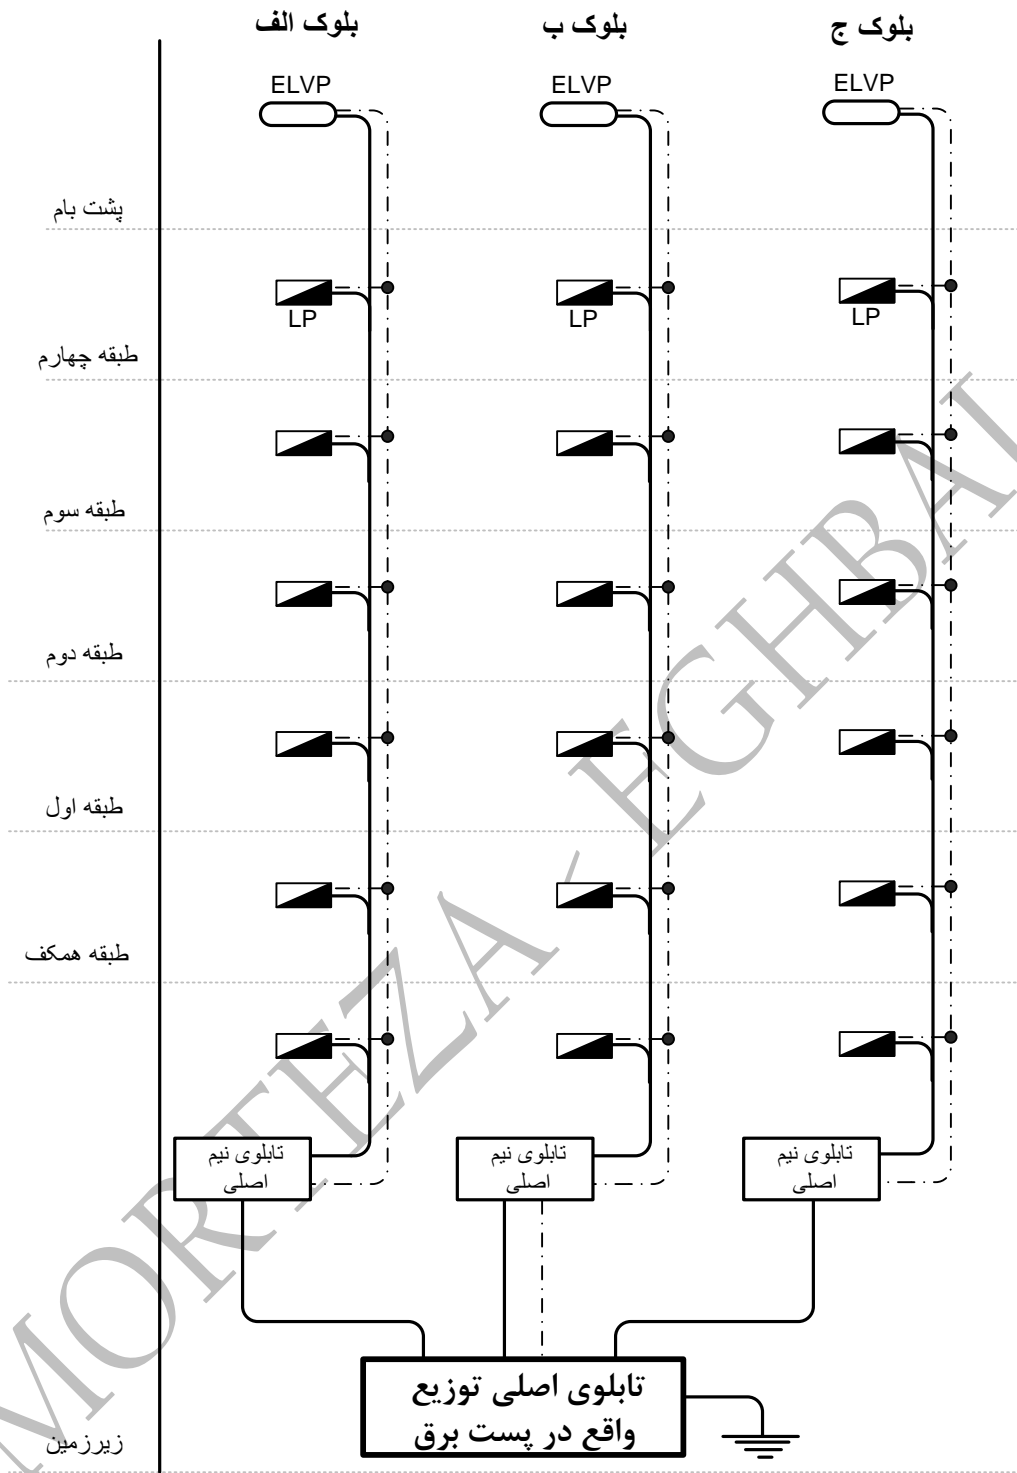 بلوک الف
بلوک ب
بلوک ج
ELVP
ELVP
ELVP
پشت بام
LP
LP
LP
طبقه چهارم
طبقه سوم
طبقه دوم
طبقه اول
طبقه همکف
تابلوی نیم
اصلی
تابلوی نیم
اصلی
تابلوی نیم
اصلی
تابلوی اصلی توزیع
واقع در پست برق
زیرزمین
MORTEZA - EGHBAL